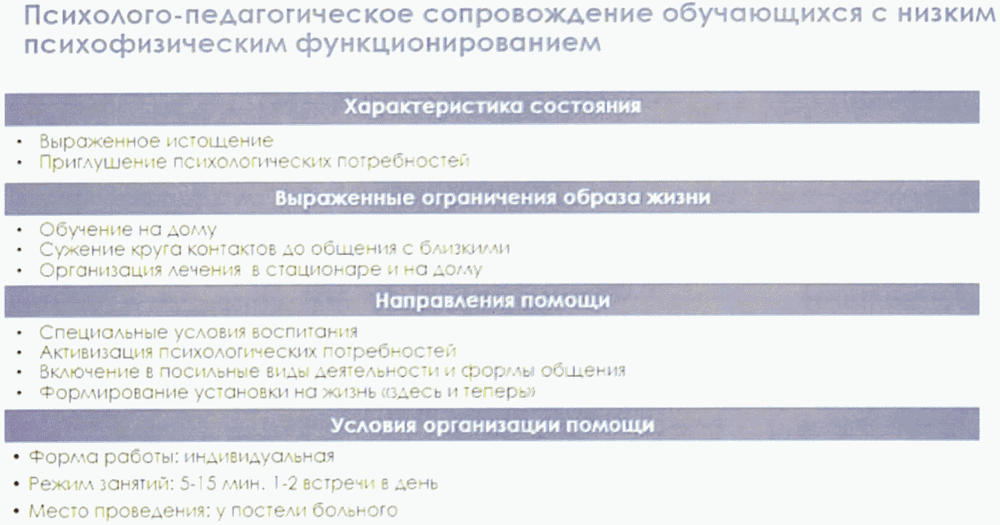 Психолого-педагогическое сопровождение обучающихся с низким
психофизическим функционированием
Характеристика состояния
• Выраженное истощение
• Приглушение психологических потребностей
Выраженные ограничения образа жизни
• Обучение на дому
• Сужение круга контактов до общения с близкими
• Организация лечения в стационаре и на дому
Направления помощи
• Специальные условия воспитания
• Активизация психологических потребностей
• Включение в посильные виды деятельности и формы общения
• Формирование установки на жизнь «здесь и теперь»
Условия организации помощи
• Форма работы: индивидуальная
• Режим занятий: 5-15 мин. 1-2 встречи в день
• Место проведения: у постели больного